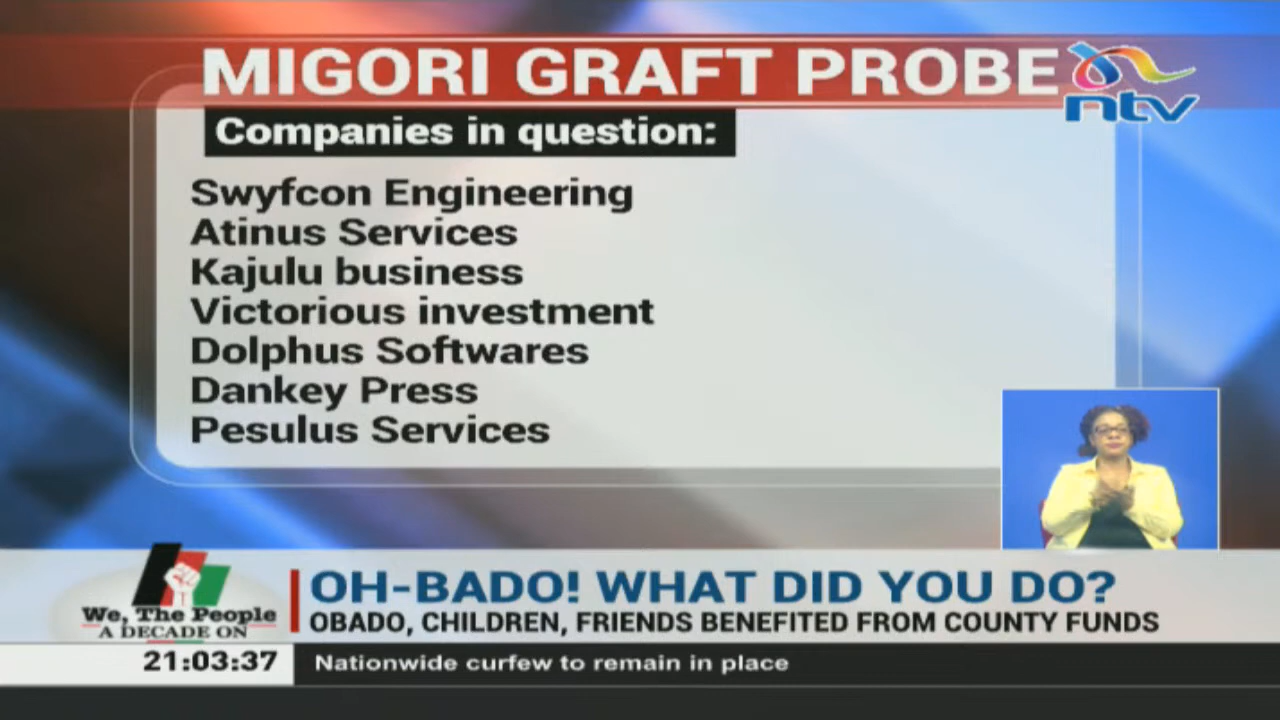 MIGORI GRAFT PROBE
ntv
Companies in question:
Swyfcon Engineering
Atinus Services
Kajulu business
Victorious investment
Dolphus Softwares
Dankey Press
Pesulus Services
We, The People
A DECADE ON
OH-BADO! WHAT DID YOU DO?
OBADO, CHILDREN, FRIENDS BENEFITED FROM COUNTY FUNDS
21:03:37
Nationwide curfew to remain in place